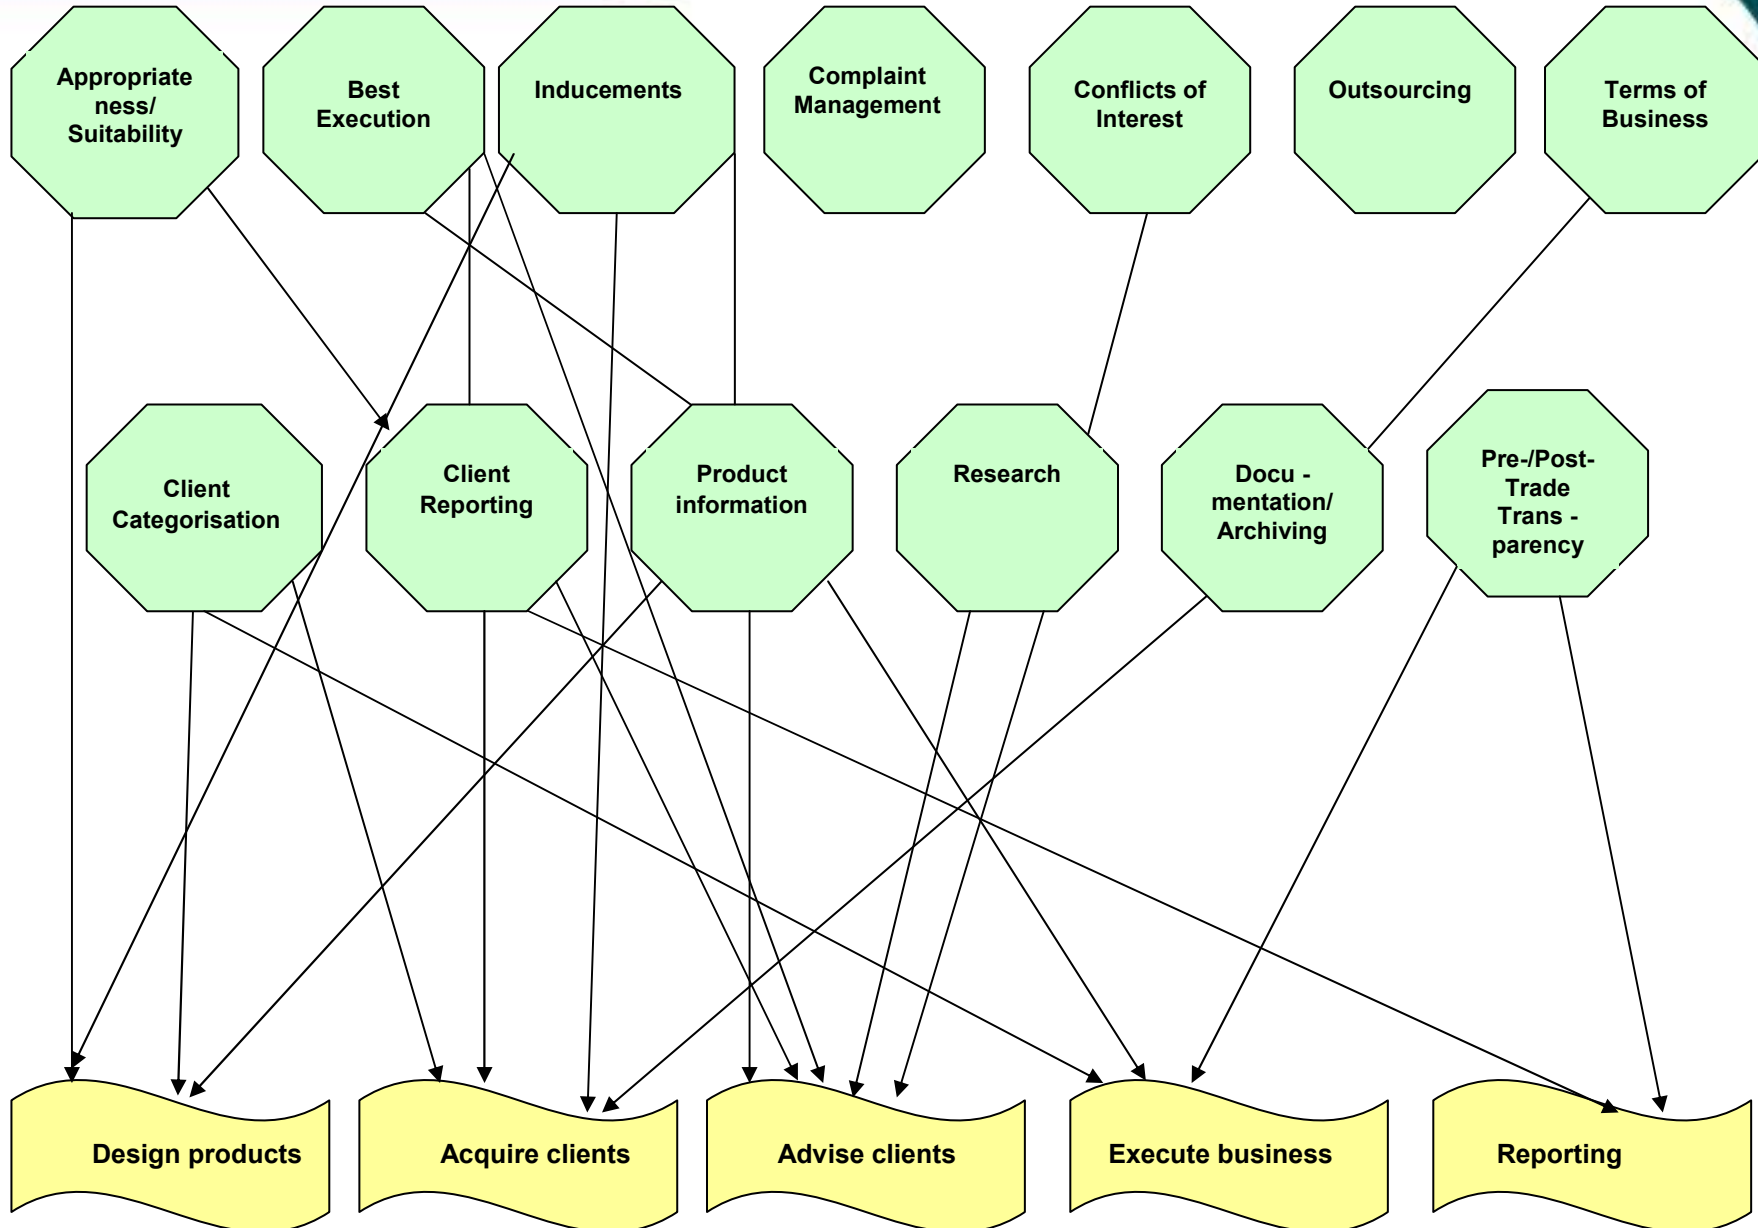 Appropriate
ness/
Suitability
Best
Execution
Inducements
Complaint
Management
Conflicts of
Interest
Outsourcing
Terms of
Business
Client
Categorisation
Client
Reporting
Product
information
Research
Docu -
mentation/
Archiving
Pre-/Post-
Trade
Trans -
parency
Design products
Acquire clients
Advise clients
Execute business
Reporting